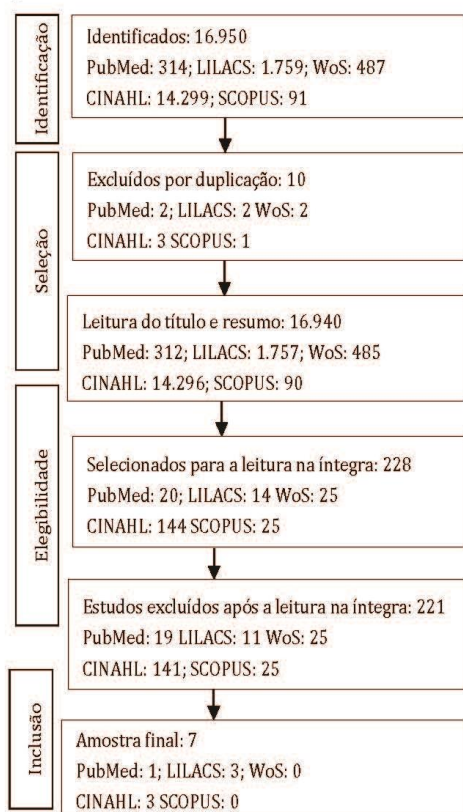 Identificação
Identificados: 16.950
PubMed: 314; LILACS: 1.759; WoS: 487
CINAHL: 14.299; SCOPUS: 91
Seleção
Excluídos por duplicação: 10
PubMed: 2; LILACS: 2 WoS: 2
CINAHL: 3 SCOPUS: 1
Leitura do título e resumo: 16.940
PubMed: 312; LILACS: 1.757; WoS: 485
CINAHL: 14.296; SCOPUS: 90
Elegibilidade
Selecionados para a leitura na íntegra: 228
PubMed: 20; LILACS: 14 WoS: 25
CINAHL: 144 SCOPUS: 25
Estudos excluídos após a leitura na íntegra: 221
PubMed: 19 LILACS: 11 WoS: 25
CINAHL: 141; SCOPUS: 25
Inclusão
Amostra final: 7
PubMed: 1; LILACS: 3; WoS: 0
CINAHL: 3 SCOPUS: 0